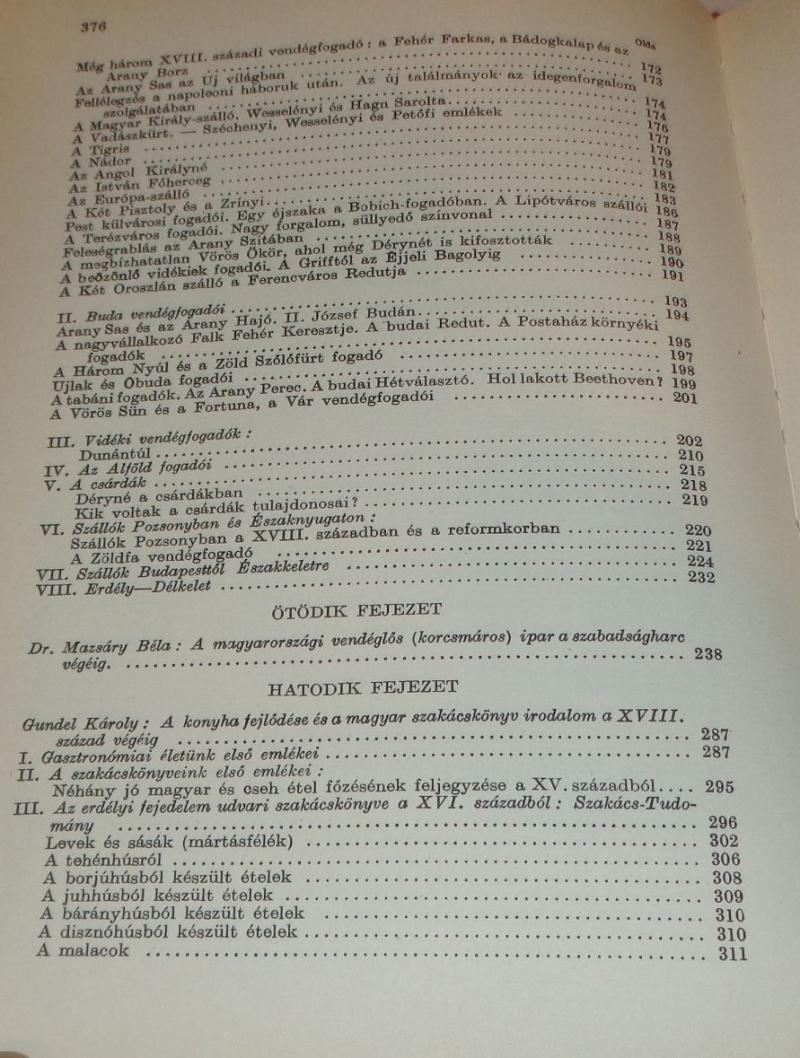 376
OLDAL
Még három XVIII. századi vendégfogadó: a Fehér Farkas, a Bádogkalap és az
Arany Borz 172
Az Arany Sas az Új világban 173
Fellélegzés a napoleoni háboruk után. Az új találmányok az idegenforgalom
szolgálatában 174
A Magyar Király-szálló. Wesselényi és Hagn Sarolta 174
A Vadászkürt. — Széchenyi, Wesselényi és Petőfi emlékek 176
A Tigris 177
A Nádor 179
Az Angol Királyné 179
Az István Főherceg 181
Az Európa-szálló 182
A Két Pisztoly és a Zrínyi 183
Pest külvárosi fogadói. Egy éjszaka a Bobich-fogadóban. A Lipótváros szállói 186
A Terézváros fogadói. Nagy forgalom, süllyedő színvonal 187
Feleségrablás az Arany Szitában 188
A megbízhatatlan Vörös Ökör, ahol még Dérynét is kifosztották 189
A beözönlő vidékiek fogadói. A Grifftől az Éjjeli Bagolyig 190
A Két Oroszlán szálló a Ferencváros Redutja 191
II. Buda vendégfogadói 193
Arany Sas és az Arany Hajó. II. József Budán 194
A nagyvállalkozó Falk Fehér Keresztje. A budai Redut. A Postaház környéki
fogadók 195
A Három Nyúl és a Zöld Szőlőfürt fogadó 197
Ujlak és Óbuda fogadói 198
A tabáni fogadók. Az Arany Perec. A budai Hétválasztó. Hol lakott Beethoven? 199
A Vörös Sün és a Fortuna, a Vár vendégfogadói 201
III. Vidéki vendégfogadók:
Dunántúl 202
IV. Az Alföld fogadói 210
V. A csárdák 215
Déryné a csárdákban 218
Kik voltak a csárdák tulajdonosai? 219
VI. Szállók Pozsonyban és Északnyugaton:
Szállók Pozsonyban a XVIII. században és a reformkorban 220
A Zöldfa vendégfogadó 221
VII. Szállók Budapesttől Északkeletre 224
VIII. Erdély—Délkelet 232
ÖTÖDIK FEJEZET
Dr. Mazsáry Béla: A magyarországi vendéglős (korcsmáros) ipar a szabadságharc
végéig. 238
HATODIK FEJEZET
Gundel Károly: A konyha fejlődése és a magyar szakácskönyv irodalom a XVIII.
század végéig 287
I. Gasztronómiai életünk első emlékei 287
II. A szakácskönyveink első emlékei:
Néhány jó magyar és cseh étel főzésének feljegyzése a XV. századból 295
III. Az erdélyi fejedelem udvari szakácskönyve a XVI. századból: Szakács-Tudo-
mány 296
Levek és sásák (mártásfélék) 302
A tehénhúsról 306
A borjúhúsból készült ételek 308
A juhhúsból készült ételek 309
A bárányhúsból készült ételek 310
A disznóhúsból készült ételek 310
A malacok 311